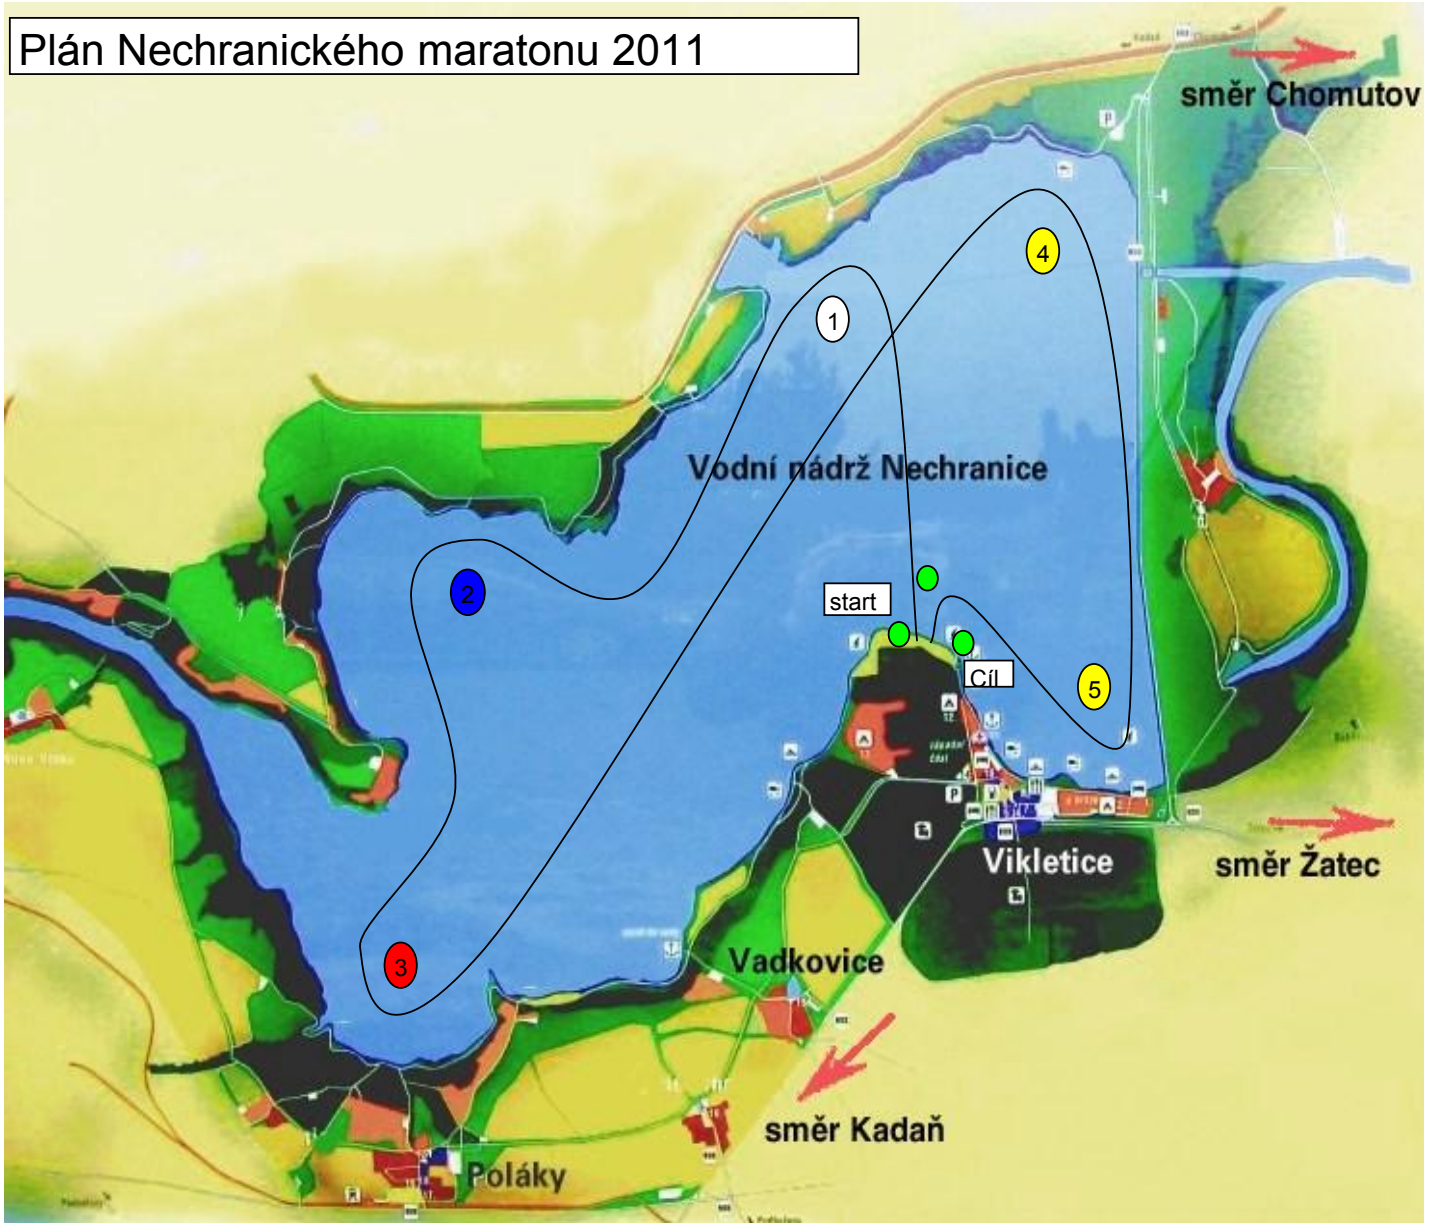 Plán Nechranického maratonu 2011
směr Chomutov
P
4
1
Vodní nádrž Nechranice
2
start
Cíl
5
12
P
Vikletice
směr Žatec
3
Vadkovice
směr Kadaň
Poláky